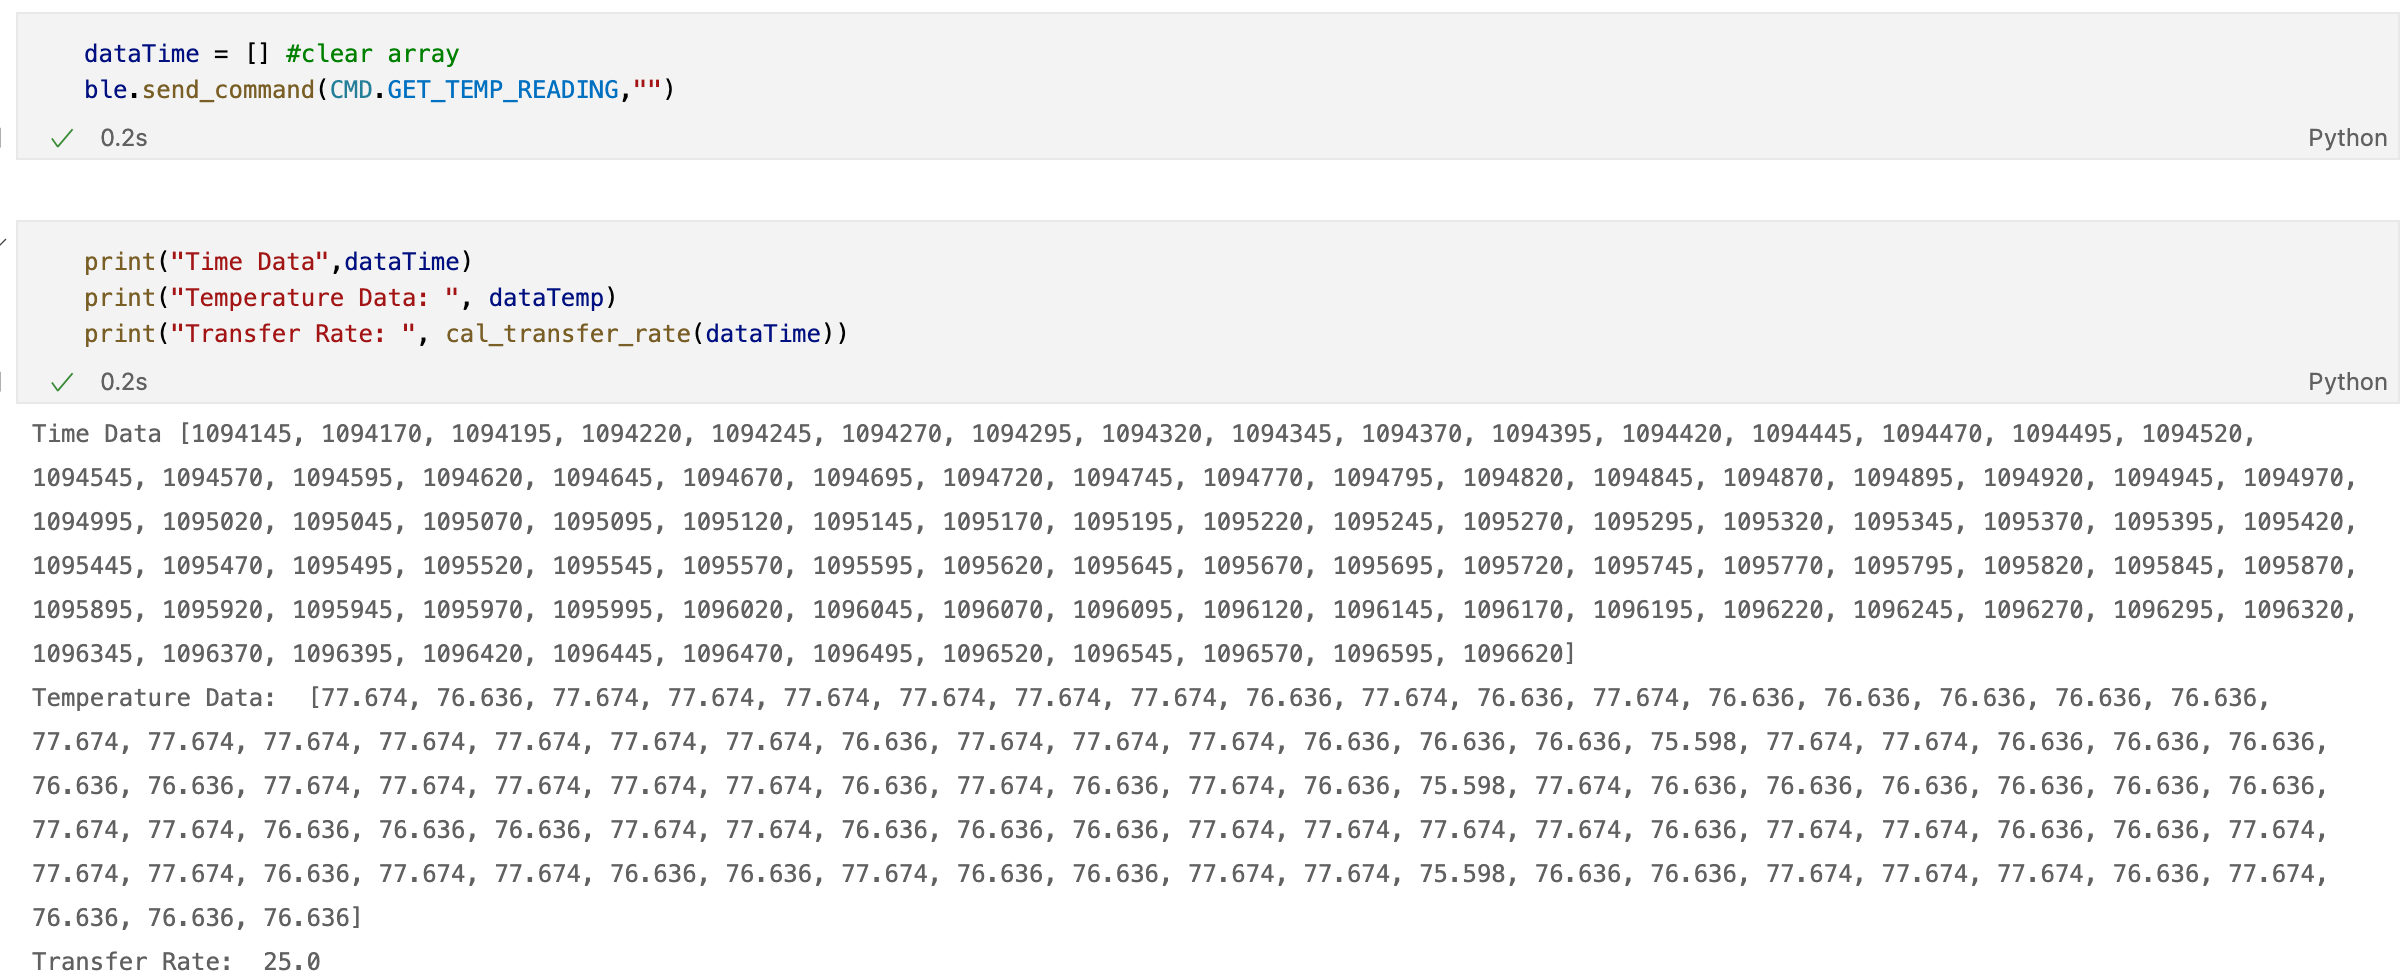 dataTime = [] #clear array
ble.send_command(CMD.GET_TEMP_READING,"")
0.2s
Python
print("Time Data",dataTime)
print("Temperature Data: ", dataTemp)
print("Transfer Rate: ", cal_transfer_rate(dataTime))
0.2s
Python
Time Data [1094145, 1094170, 1094195, 1094220, 1094245, 1094270, 1094295, 1094320, 1094345, 1094370, 1094395, 1094420, 1094445, 1094470, 1094495, 1094520,
1094545, 1094570, 1094595, 1094620, 1094645, 1094670, 1094695, 1094720, 1094745, 1094770, 1094795, 1094820, 1094845, 1094870, 1094895, 1094920, 1094945, 1094970,
1094995, 1095020, 1095045, 1095070, 1095095, 1095120, 1095145, 1095170, 1095195, 1095220, 1095245, 1095270, 1095295, 1095320, 1095345, 1095370, 1095395, 1095420,
1095445, 1095470, 1095495, 1095520, 1095545, 1095570, 1095595, 1095620, 1095645, 1095670, 1095695, 1095720, 1095745, 1095770, 1095795, 1095820, 1095845, 1095870,
1095895, 1095920, 1095945, 1095970, 1095995, 1096020, 1096045, 1096070, 1096095, 1096120, 1096145, 1096170, 1096195, 1096220, 1096245, 1096270, 1096295, 1096320,
1096345, 1096370, 1096395, 1096420, 1096445, 1096470, 1096495, 1096520, 1096545, 1096570, 1096595, 1096620]
Temperature Data:  [77.674, 76.636, 77.674, 77.674, 77.674, 77.674, 77.674, 77.674, 76.636, 77.674, 76.636, 77.674, 76.636, 76.636, 76.636, 76.636, 76.636,
77.674, 77.674, 77.674, 77.674, 77.674, 77.674, 77.674, 76.636, 77.674, 77.674, 77.674, 76.636, 76.636, 76.636, 75.598, 77.674, 77.674, 76.636, 76.636, 76.636,
76.636, 76.636, 77.674, 77.674, 77.674, 77.674, 76.636, 77.674, 76.636, 77.674, 76.636, 75.598, 77.674, 76.636, 76.636, 76.636, 76.636, 76.636, 76.636,
77.674, 77.674, 76.636, 76.636, 76.636, 77.674, 77.674, 76.636, 76.636, 76.636, 77.674, 77.674, 77.674, 77.674, 76.636, 77.674, 77.674, 76.636, 76.636, 77.674,
77.674, 77.674, 76.636, 77.674, 77.674, 76.636, 76.636, 77.674, 76.636, 76.636, 77.674, 77.674, 75.598, 76.636, 76.636, 77.674, 77.674, 77.674, 76.636, 77.674,
76.636, 76.636, 76.636]
Transfer Rate:  25.0